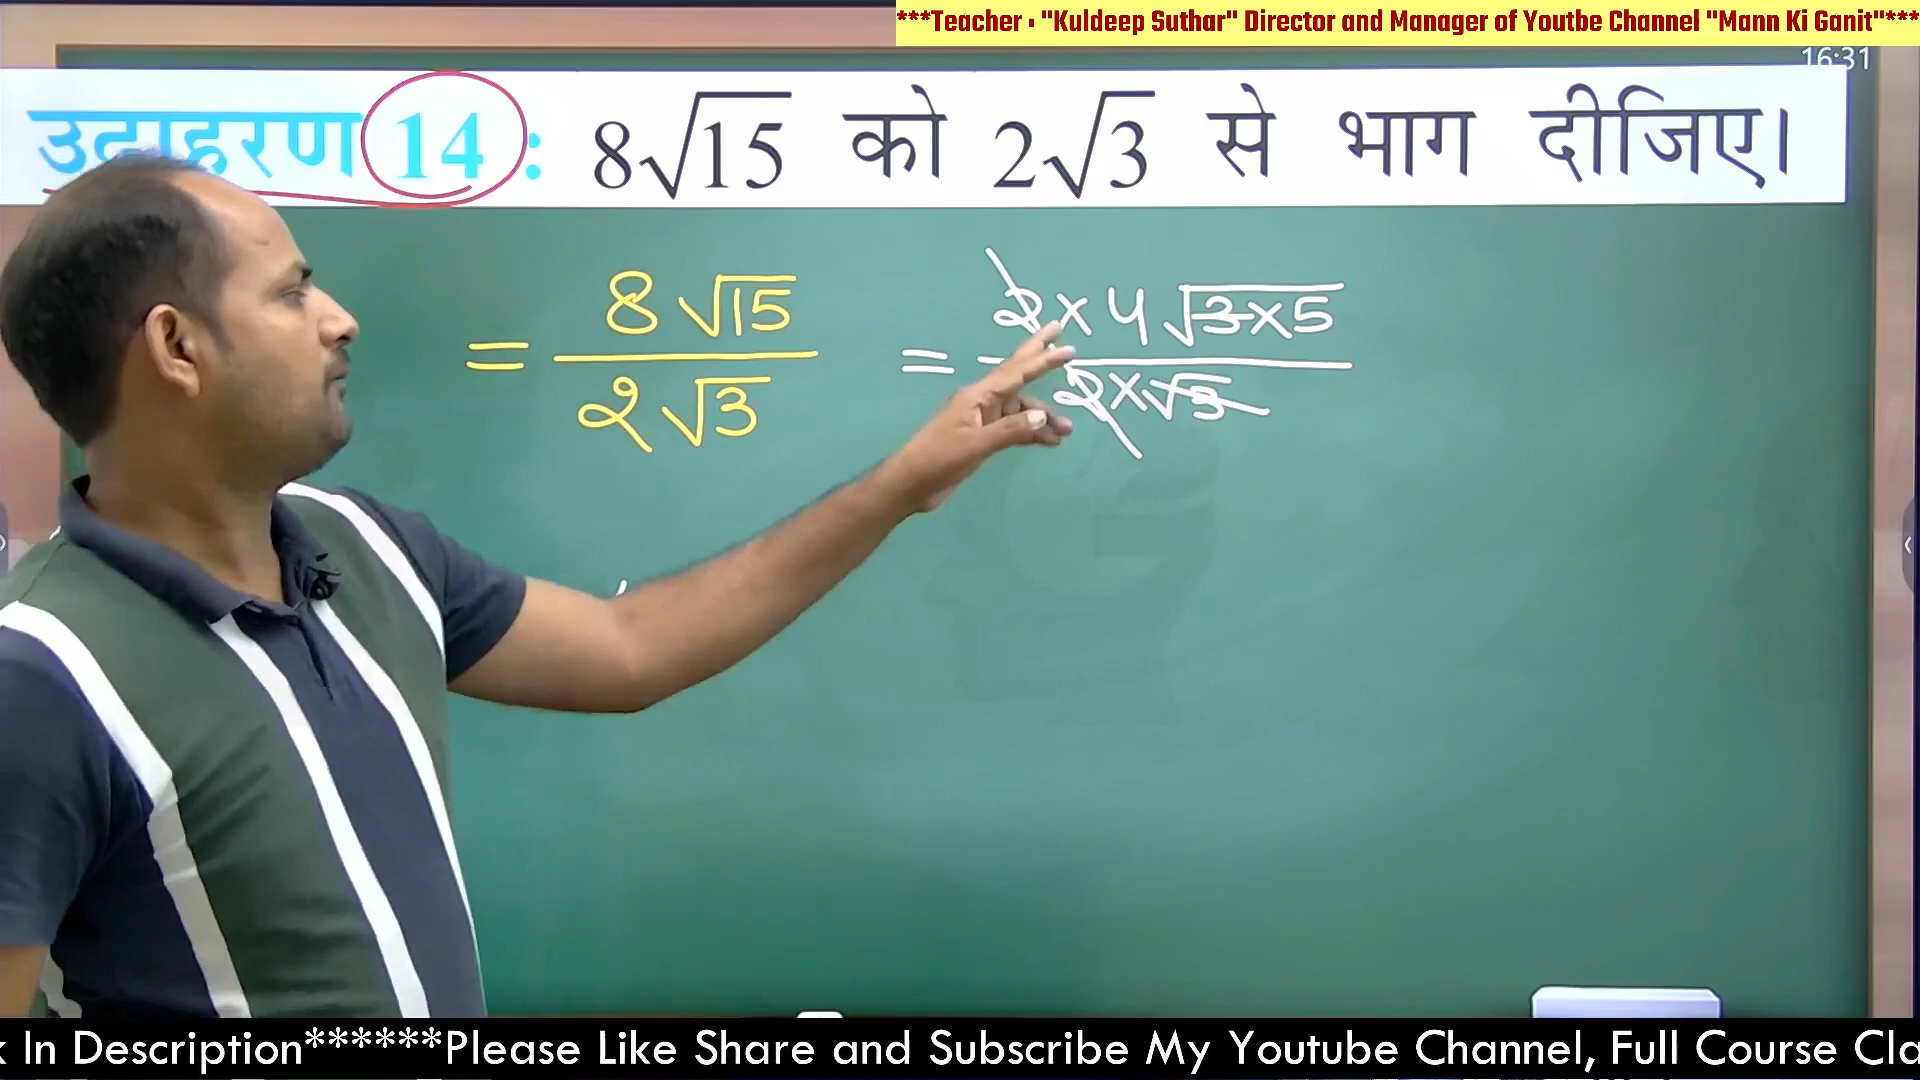 ***Teacher : "Kuldeep Suthar" Director and Manager of Youtbe Channel "Mann Ki Ganit"***
16:31
उदाहरण 14 : 8√15 को 2√3 से भाग दीजिए।
= 8√15 / 2√3 = 2×4√3×5 / 2×√3
In Description******Please Like Share and Subscribe My Youtube Channel, Full Course